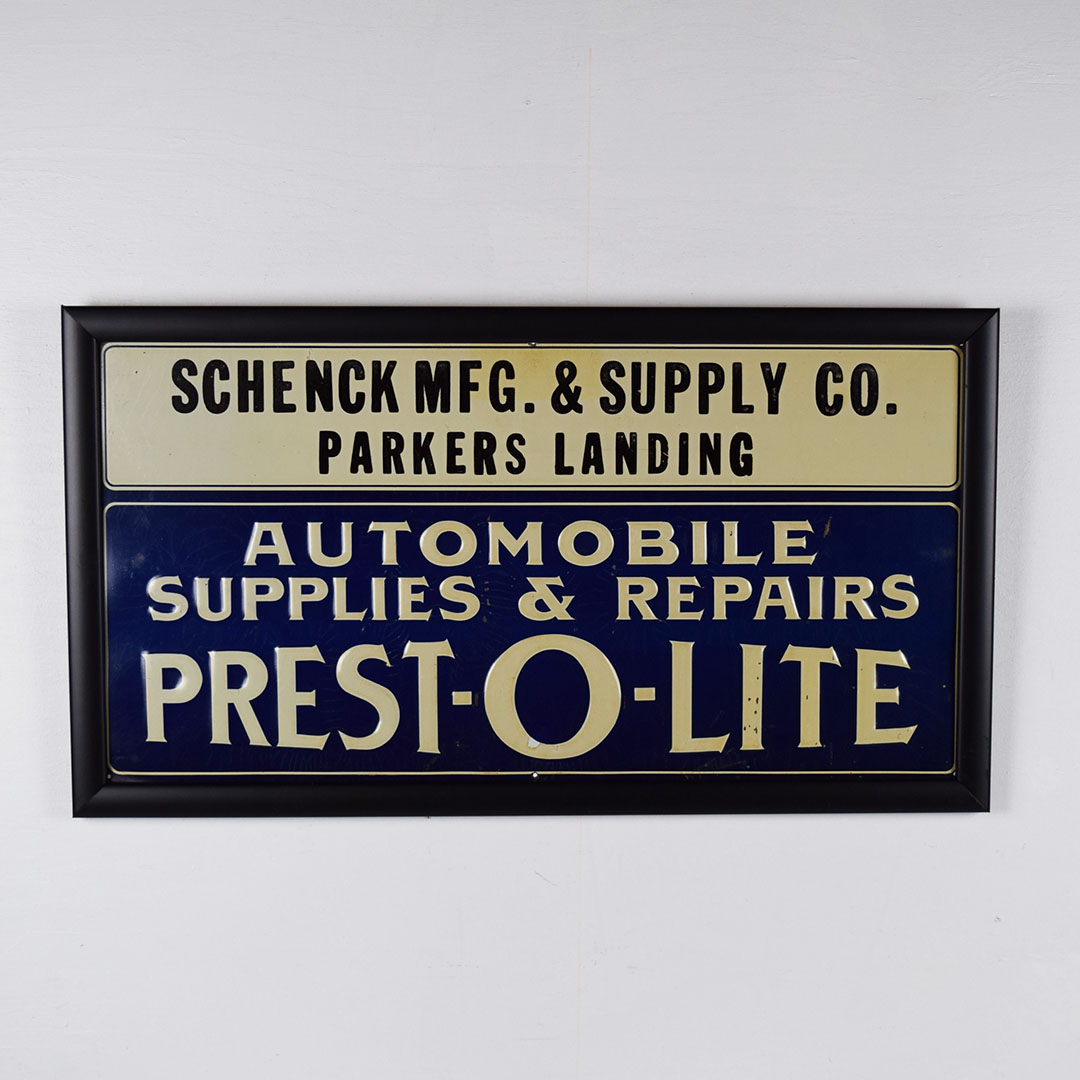 SCHENCK MFG. & SUPPLY CO.
PARKERS LANDING
AUTOMOBILE
SUPPLIES & REPAIRS
PREST-O-LITE